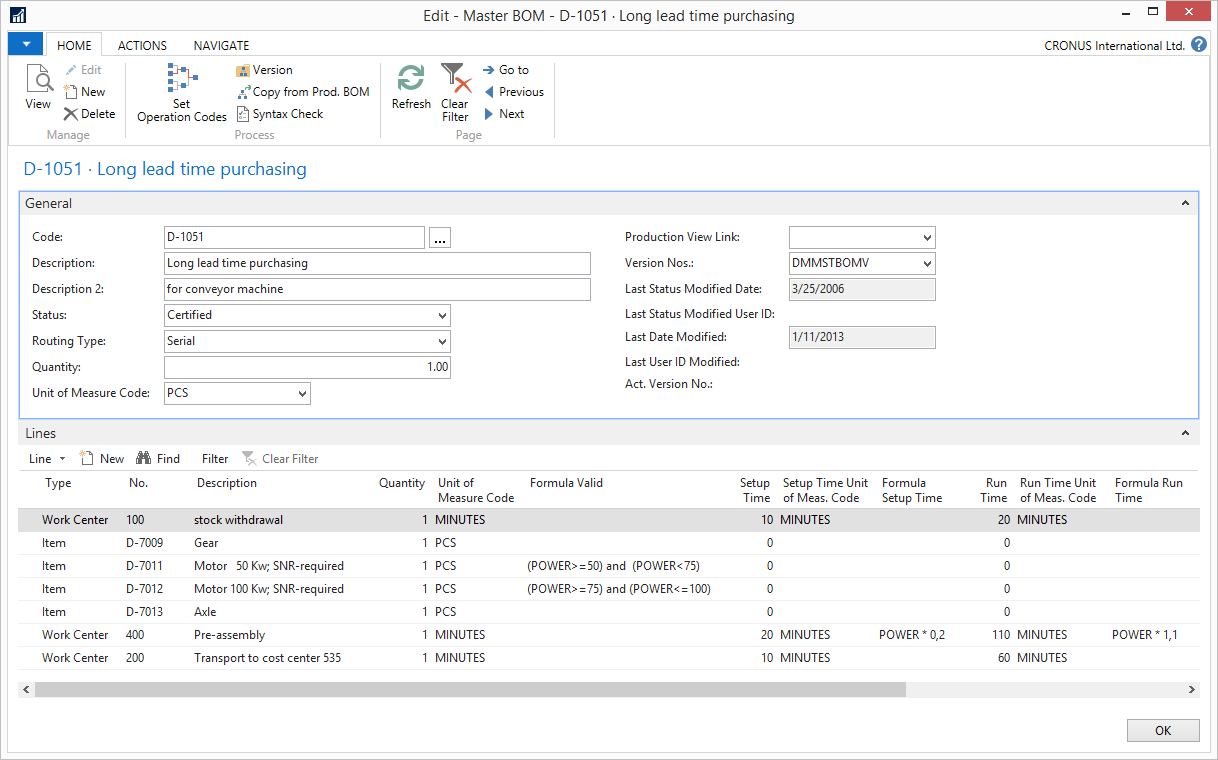 Edit - Master BOM - D-1051 · Long lead time purchasing
HOME ACTIONS NAVIGATE CRONUS International Ltd. ?
View
Edit
New
Delete
Manage
Set
Operation Codes
Version
Copy from Prod. BOM
Syntax Check
Process
Refresh
Clear
Filter
Go to
Previous
Next
Page
D-1051 · Long lead time purchasing
General
Code: D-1051 ...
Description: Long lead time purchasing
Description 2: for conveyor machine
Status: Certified
Routing Type: Serial
Quantity: 1.00
Unit of Measure Code: PCS
Production View Link:
Version Nos.: DMMSTBOMV
Last Status Modified Date: 3/25/2006
Last Status Modified User ID:
Last Date Modified: 1/11/2013
Last User ID Modified:
Act. Version No.:
Lines
Line New Find Filter Clear Filter
Type No. Description Quantity Unit of Measure Code Formula Valid Setup Time Setup Time Unit of Meas. Code Formula Setup Time Run Time Run Time Unit of Meas. Code Formula Run Time
Work Center 100 stock withdrawal 1 MINUTES 10 MINUTES 20 MINUTES
Item D-7009 Gear 1 PCS 0 0
Item D-7011 Motor 50 Kw; SNR-required 1 PCS (POWER>=50) and (POWER<75) 0 0
Item D-7012 Motor 100 Kw; SNR-required 1 PCS (POWER>=75) and (POWER<=100) 0 0
Item D-7013 Axle 1 PCS 0 0
Work Center 400 Pre-assembly 1 MINUTES 20 MINUTES POWER * 0,2 110 MINUTES POWER * 1,1
Work Center 200 Transport to cost center 535 1 MINUTES 10 MINUTES 60 MINUTES
OK